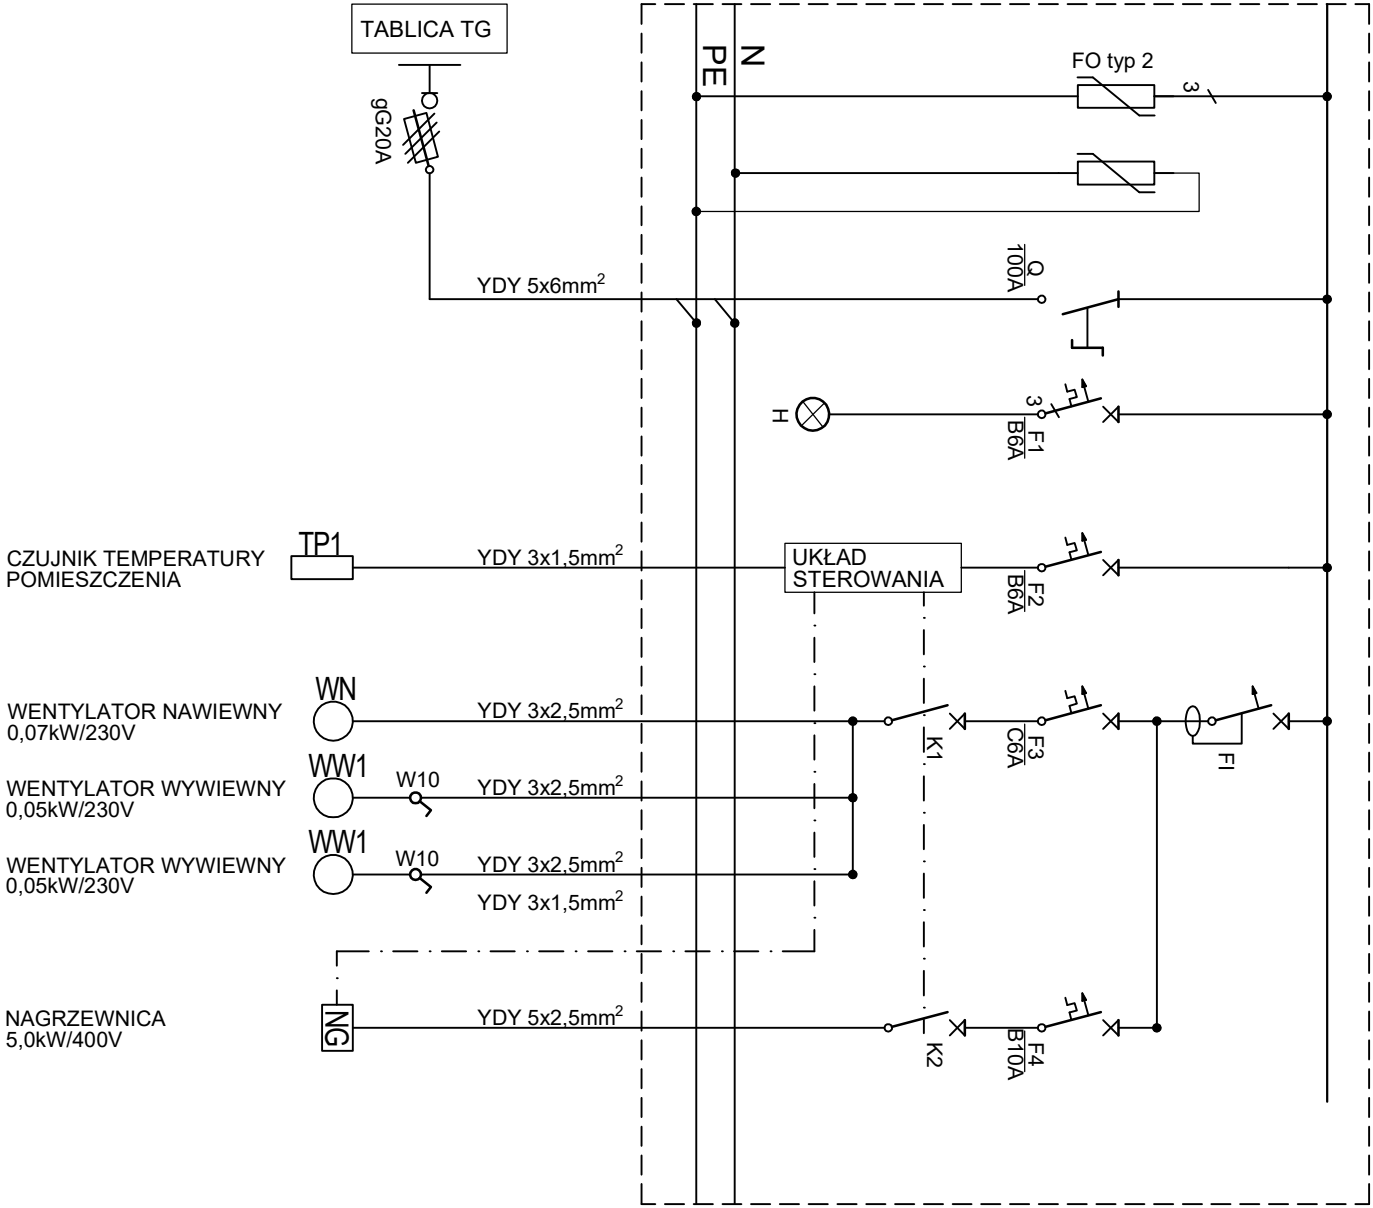 TABLICA TG
gG20A
PE
N
FO typ 2
3
YDY 5x6mm²
Q
100A
H
3
F1
B6A
CZUJNIK TEMPERATURY
POMIESZCZENIA
TP1
YDY 3x1,5mm²
UKŁAD
STEROWANIA
F2
B6A
WENTYLATOR NAWIEWNY
0,07kW/230V
WN
YDY 3x2,5mm²
K1
F3
C6A
FI
WENTYLATOR WYWIEWNY
0,05kW/230V
WW1
W10
YDY 3x2,5mm²
WENTYLATOR WYWIEWNY
0,05kW/230V
WW1
W10
YDY 3x2,5mm²
YDY 3x1,5mm²
NAGRZEWNICA
5,0kW/400V
NG
YDY 5x2,5mm²
K2
F4
B10A